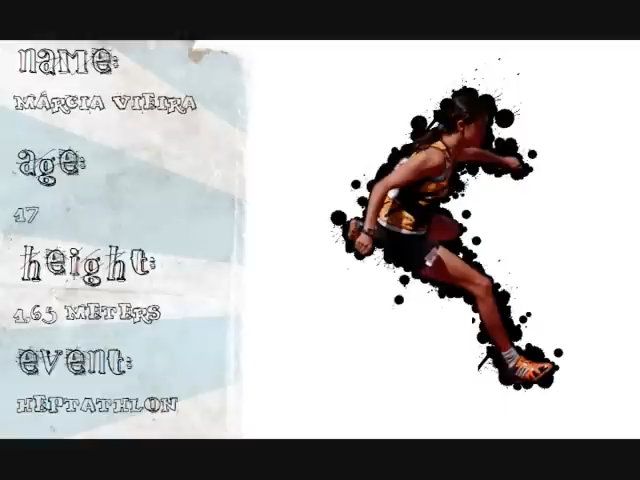 name:
MÁRCIA VIEIRA
age:
17
height:
1.65 METERS
event:
HEPTATHLON